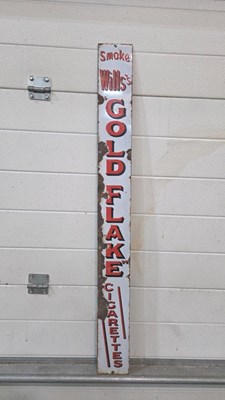 Smoke
Wills's
GOLD FLAKE"
CIGARETTES